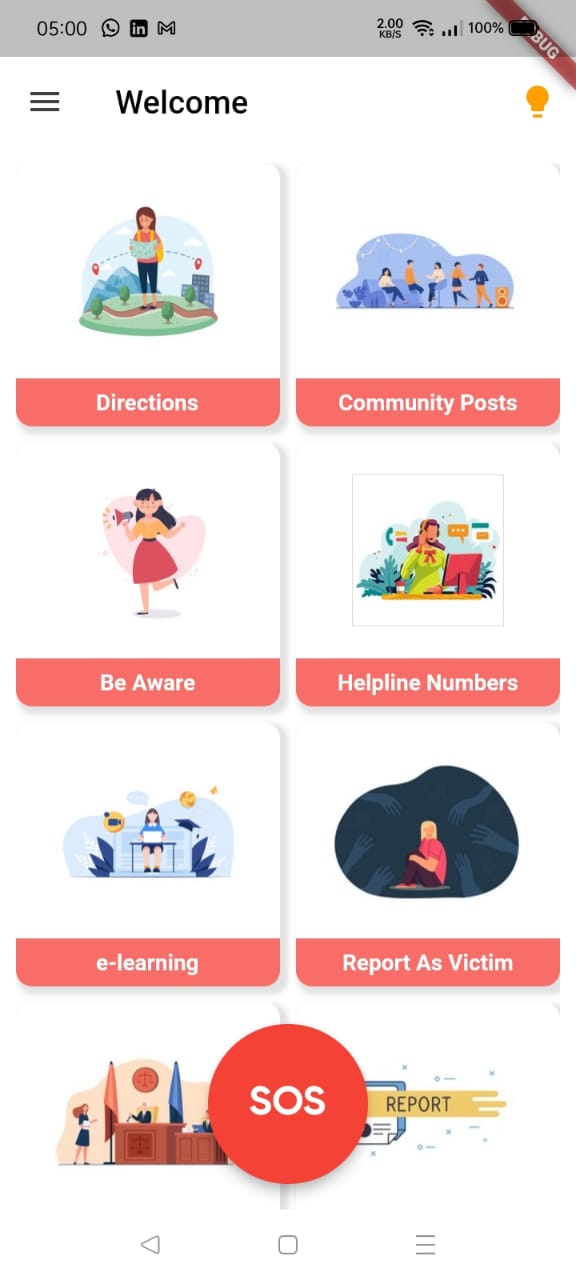 05:00
2.00
KB/S
100%
DEBUG
Welcome
Directions
Community Posts
Be Aware
Helpline Numbers
e-learning
Report As Victim
SOS
REPORT